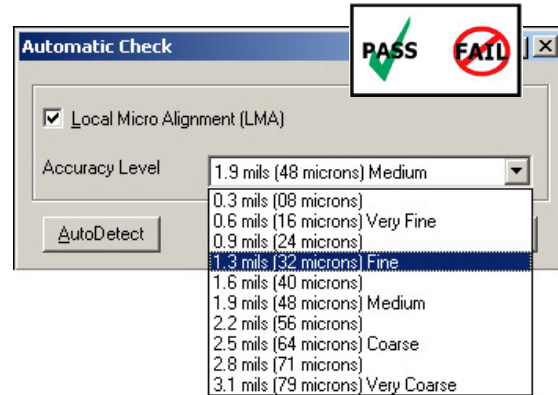 PASS FAIL
Automatic Check
Local Micro Alignment (LMA)
Accuracy Level 1.9 mils (48 microns) Medium
0.3 mils (08 microns)
0.6 mils (16 microns) Very Fine
0.9 mils (24 microns)
1.3 mils (32 microns) Fine
1.6 mils (40 microns)
1.9 mils (48 microns) Medium
2.2 mils (56 microns)
2.5 mils (64 microns) Coarse
2.8 mils (71 microns)
3.1 mils (79 microns) Very Coarse
AutoDetect